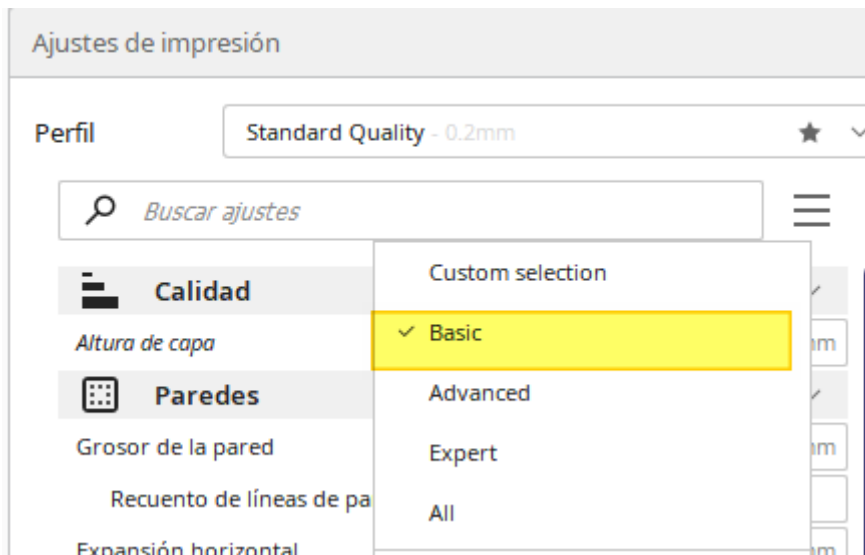 Ajustes de impresión
Perfil
Standard Quality - 0.2mm
Buscar ajustes
Custom selection
Calidad
Basic
Altura de capa
Advanced
Paredes
Expert
Grosor de la pared
All
Recuento de líneas de pa
Expansión horizontal